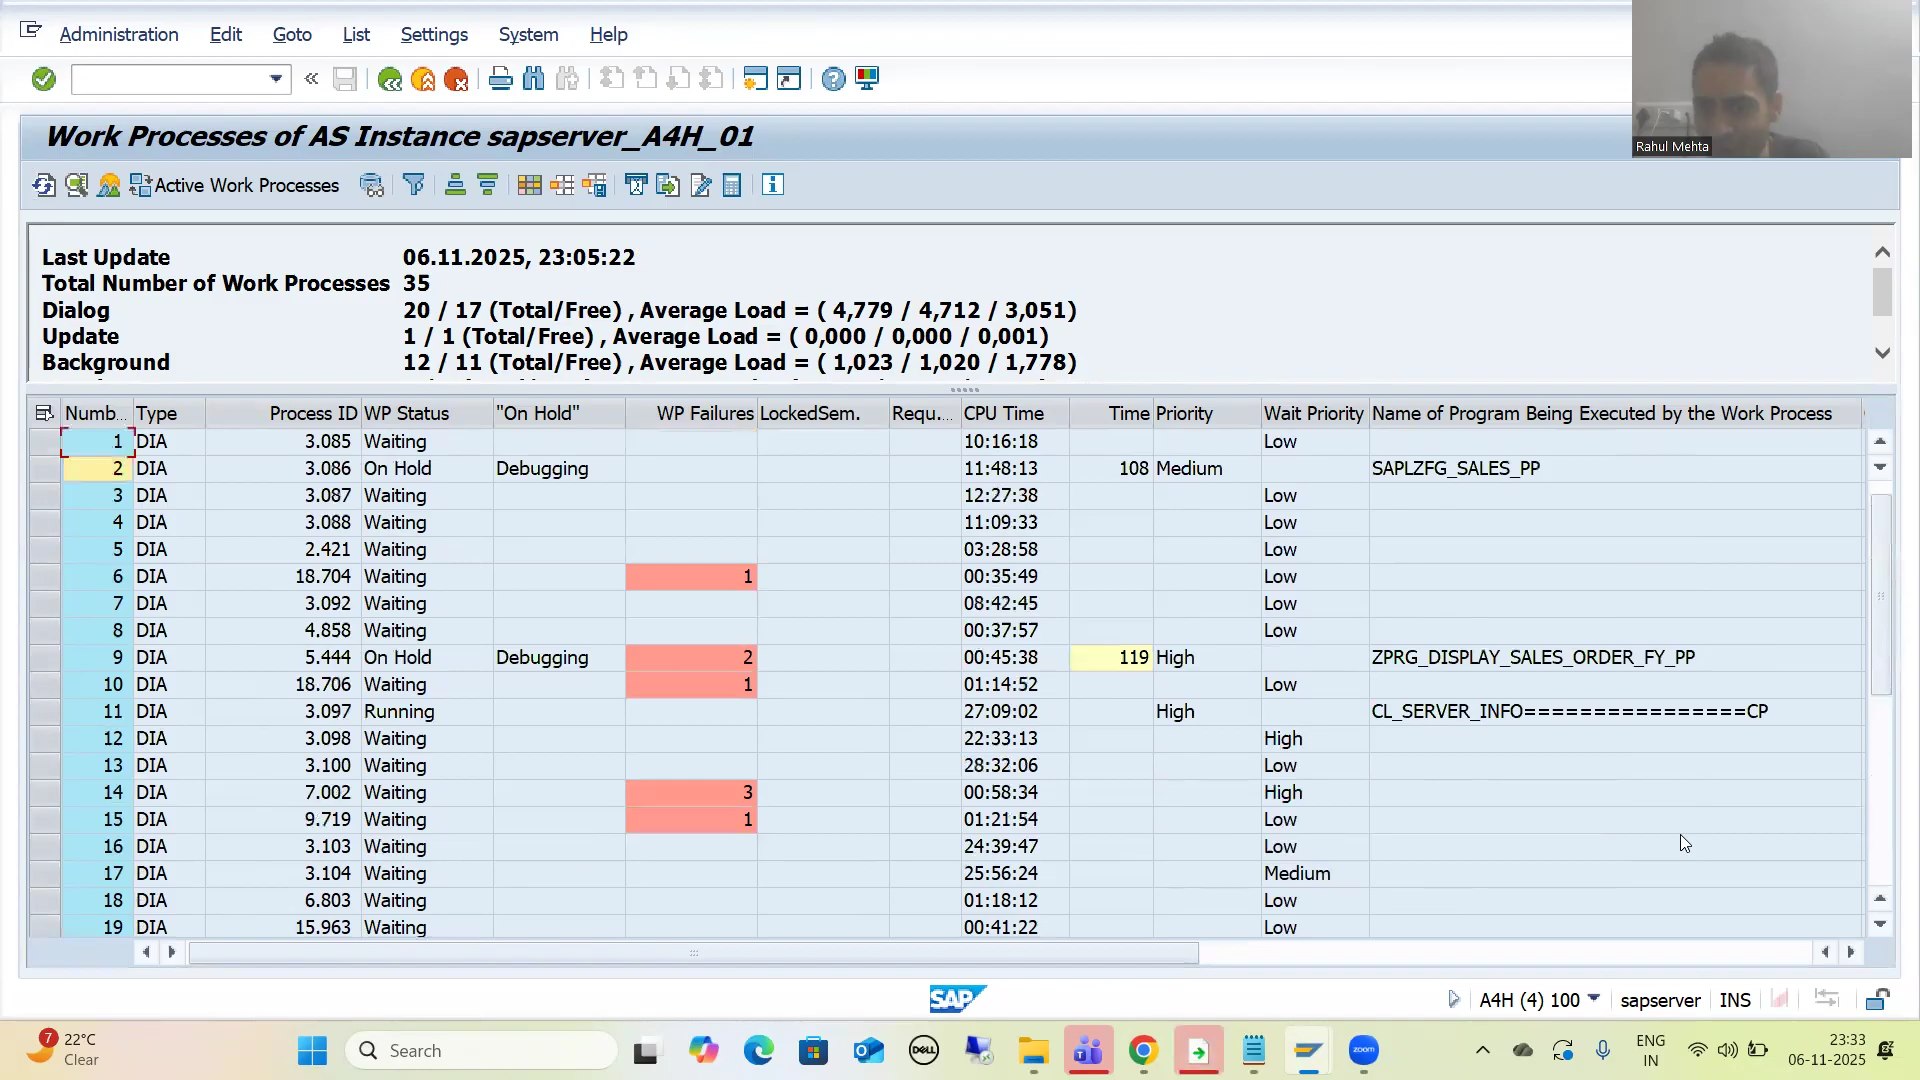 Administration Edit Goto List Settings System Help
Rahul Mehta
Work Processes of AS Instance sapserver_A4H_01
Active Work Processes
Last Update 06.11.2025, 23:05:22
Total Number of Work Processes 35
Dialog 20 / 17 (Total/Free) , Average Load = ( 4,779 / 4,712 / 3,051)
Update 1 / 1 (Total/Free) , Average Load = ( 0,000 / 0,000 / 0,001)
Background 12 / 11 (Total/Free) , Average Load = ( 1,023 / 1,020 / 1,778)
Numb... Type Process ID WP Status "On Hold" WP Failures LockedSem. Requ... CPU Time Time Priority Wait Priority Name of Program Being Executed by the Work Process
1 DIA 3.085 Waiting 10:16:18 Low
2 DIA 3.086 On Hold Debugging 11:48:13 108 Medium SAPLZFG_SALES_PP
3 DIA 3.087 Waiting 12:27:38 Low
4 DIA 3.088 Waiting 11:09:33 Low
5 DIA 2.421 Waiting 03:28:58 Low
6 DIA 18.704 Waiting 1 00:35:49 Low
7 DIA 3.092 Waiting 08:42:45 Low
8 DIA 4.858 Waiting 00:37:57 Low
9 DIA 5.444 On Hold Debugging 2 00:45:38 119 High ZPRG_DISPLAY_SALES_ORDER_FY_PP
10 DIA 18.706 Waiting 1 01:14:52 Low
11 DIA 3.097 Running 27:09:02 High CL_SERVER_INFO================CP
12 DIA 3.098 Waiting 22:33:13 High
13 DIA 3.100 Waiting 28:32:06 Low
14 DIA 7.002 Waiting 3 00:58:34 High
15 DIA 9.719 Waiting 1 01:21:54 Low
16 DIA 3.103 Waiting 24:39:47 Low
17 DIA 3.104 Waiting 25:56:24 Medium
18 DIA 6.803 Waiting 01:18:12 Low
19 DIA 15.963 Waiting 00:41:22 Low
SAP
A4H (4) 100 sapserver INS
7 22°C
Clear
Search
DELL
zoom
ENG
IN
23:33
06-11-2025